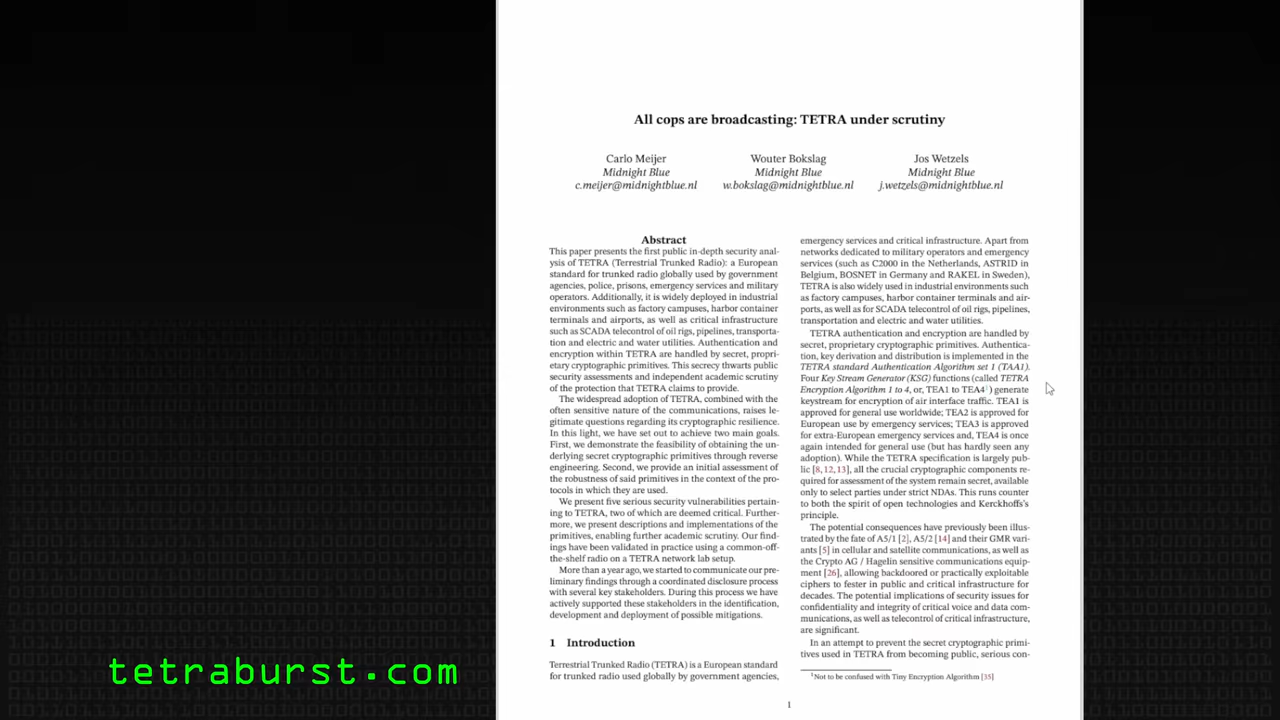 All cops are broadcasting: TETRA under scrutiny
Carlo Meijer
Midnight Blue
c.meijer@midnightblue.nl
Wouter Bokslag
Midnight Blue
w.bokslag@midnightblue.nl
Jos Wetzels
Midnight Blue
j.wetzels@midnightblue.nl
Abstract
This paper presents the first public in-depth security anal-
ysis of TETRA (Terrestrial Trunked Radio): a European
standard for trunked radio globally used by government
agencies, police, prisons, emergency services and military
operators. Additionally, it is widely deployed in industrial
environments such as factory campuses, harbor container
terminals and airports, as well as critical infrastructure
such as SCADA telecontrol of oil rigs, pipelines, transporta-
tion and electric and water utilities. Authentication and
encryption within TETRA are handled by secret, propri-
etary cryptographic primitives. This secrecy thwarts public
security assessments and independent academic scrutiny
of the protection that TETRA claims to provide.
The widespread adoption of TETRA, combined with the
often sensitive nature of the communications, raises le-
gitimate questions regarding its cryptographic resilience.
In this light, we have set out to achieve two main goals.
First, we demonstrate the feasibility of obtaining the un-
derlying secret cryptographic primitives through reverse
engineering. Second, we provide an initial assessment of
the robustness of said primitives in the context of the pro-
tocols in which they are used.
We present five serious security vulnerabilities pertain-
ing to TETRA, two of which are deemed critical. Further-
more, we present descriptions and implementations of the
primitives, enabling further academic scrutiny. Our find-
ings have been validated in practice using a common-off-
the-shelf radio on a TETRA network lab setup.
More than a year ago, we started to communicate our pre-
liminary findings through a coordinated disclosure process
with several key stakeholders. During this process we have
actively supported these stakeholders in the identification,
development and deployment of possible mitigations.
1 Introduction
Terrestrial Trunked Radio (TETRA) is a European standard
for trunked radio used globally by government agencies,
emergency services and critical infrastructure. Apart from
networks dedicated to military operators and emergency
services (such as C2000 in the Netherlands, ASTRID in
Belgium, BOSNET in Germany and RAKEL in Sweden),
TETRA is also widely used in industrial environments such
as factory campuses, harbor container terminals and air-
ports, as well as for SCADA telecontrol of oil rigs, pipelines,
transportation and electric and water utilities.
TETRA authentication and encryption are handled by
secret, proprietary cryptographic primitives. Authentica-
tion, key derivation and distribution is implemented in the
TETRA standard Authentication Algorithm set 1 (TAA1).
Four Key Stream Generator (KSG) functions (called TETRA
Encryption Algorithm 1 to 4, or, TEA1 to TEA4¹) generate
keystream for encryption of air interface traffic. TEA1 is
approved for general use worldwide; TEA2 is approved for
European use by emergency services; TEA3 is approved
for extra-European emergency services and, TEA4 is once
again intended for general use (but has hardly seen any
adoption). While the TETRA specification is largely pub-
lic [8,12,13], all the crucial cryptographic components re-
quired for assessment of the system remain secret, available
only to select parties under strict NDAs. This runs counter
to both the spirit of open technologies and Kerckhoffs's
principle.
The potential consequences have previously been illus-
trated by the fate of A5/1 [2], A5/2 [14] and their GMR vari-
ants [5] in cellular and satellite communications, as well as
the Crypto AG / Hagelin sensitive communications equip-
ment [26], allowing backdoored or practically exploitable
ciphers to fester in public and critical infrastructure for
decades. The potential implications of security issues for
confidentiality and integrity of critical voice and data com-
munications, as well as telecontrol of critical infrastructure,
are significant.
In an attempt to prevent the secret cryptographic primi-
tives used in TETRA from becoming public, serious con-
¹Not to be confused with Tiny Encryption Algorithm [35]
1
tetraburst.com